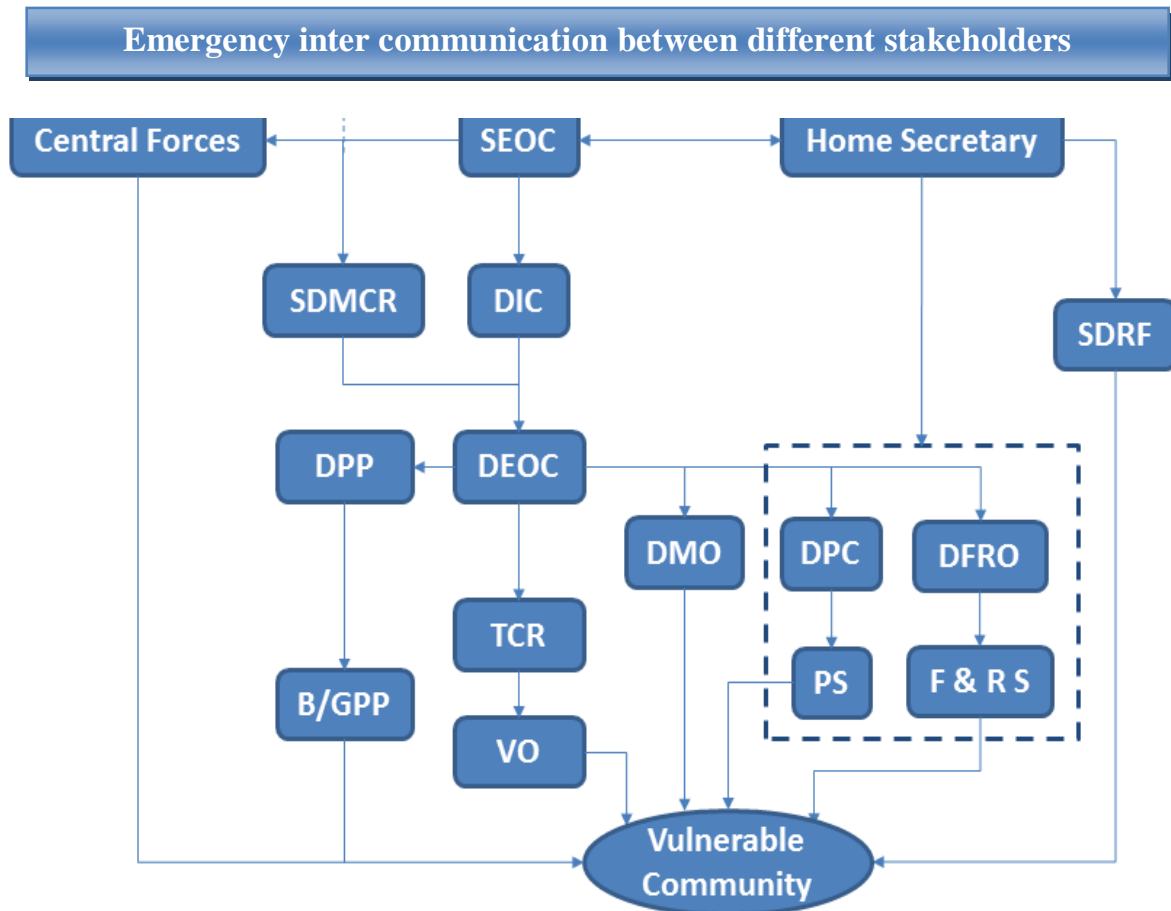 Emergency inter communication between different stakeholders
Central Forces
SEOC
Home Secretary
SDMCR
DIC
SDRF
DPP
DEOC
DMO
DPC
DFRO
TCR
PS
F & R S
B/GPP
VO
Vulnerable
Community